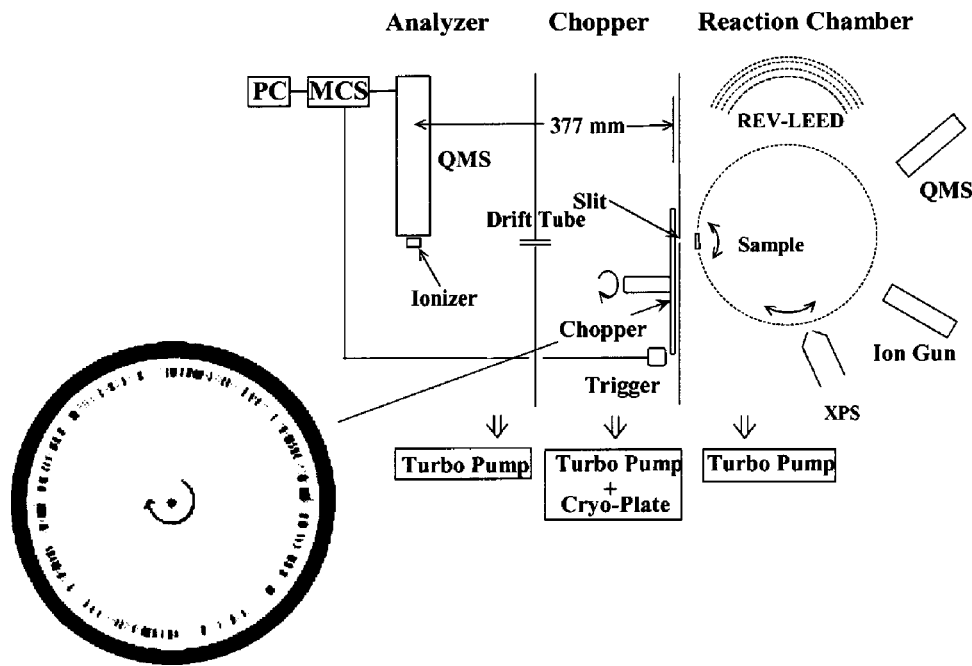 Analyzer Chopper Reaction Chamber
PC MCS
377 mm
REV-LEED
QMS
QMS
Slit
Drift Tube
Sample
Ionizer
Chopper
Ion Gun
Trigger
XPS
Turbo Pump
Turbo Pump
+
Cryo-Plate
Turbo Pump